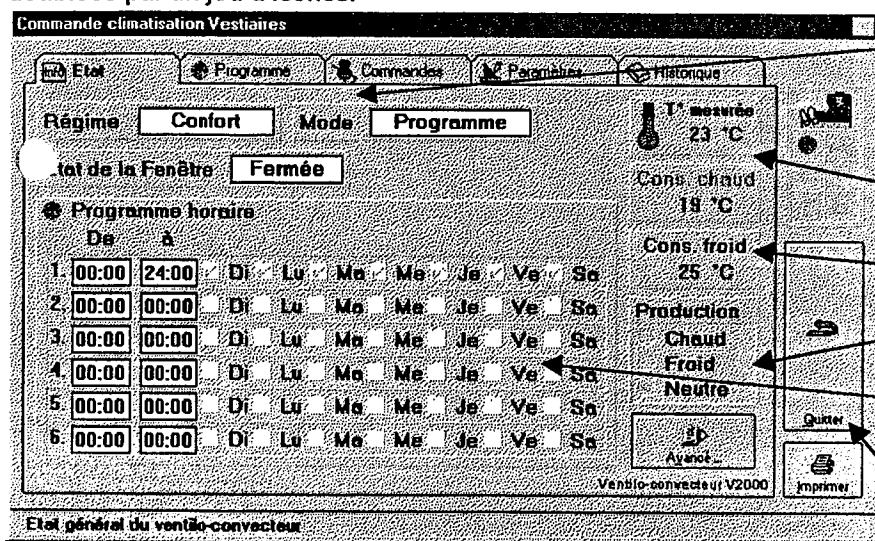 Commande climatisation Vestiaires
Info Etat Programme Commandes Paramètres Historique
Régime Confort Mode Programme
tat de la Fenêtre Fermée
T° mesurée
23 °C
Cons. chaud
19 °C
Cons. froid
25 °C
Programme horaire
De à
1. 00:00 24:00 Di Lu Ma Me Je Ve Sa
2. 00:00 00:00 Di Lu Ma Me Je Ve Sa
3. 00:00 00:00 Di Lu Ma Me Je Ve Sa
4. 00:00 00:00 Di Lu Ma Me Je Ve Sa
5. 00:00 00:00 Di Lu Ma Me Je Ve Sa
6. 00:00 00:00 Di Lu Ma Me Je Ve Sa
Production
Chaud
Froid
Neutre
Avancé...
Ventilo-convecteur V2000
Quitter
Imprimer
Etat général du ventilo-convecteur